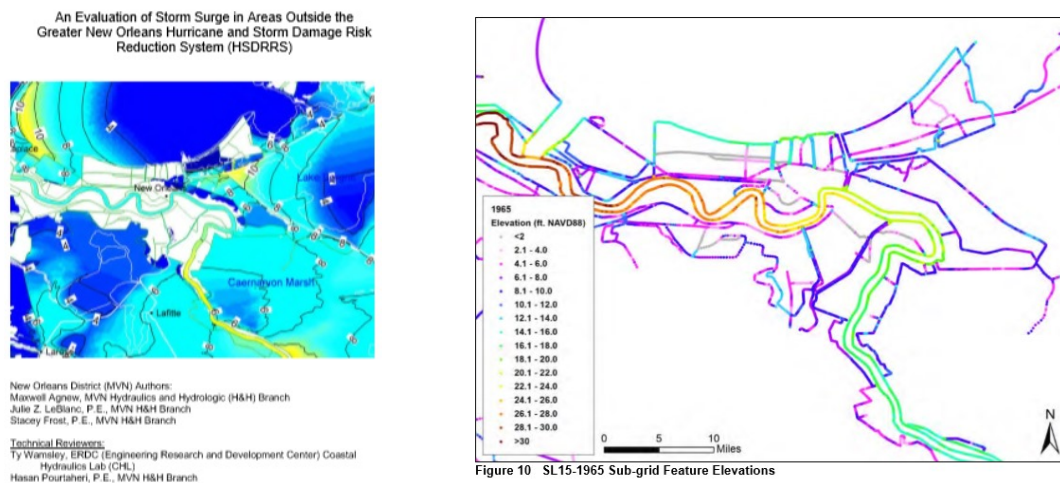 An Evaluation of Storm Surge in Areas Outside the
Greater New Orleans Hurricane and Storm Damage Risk
Reduction System (HSDRRS)
New Orleans
Caernarvon Marsh
Lafitte
New Orleans District (MVN) Authors:
Maxwell Agnew, MVN Hydraulics and Hydrologic (H&H) Branch
Julie Z. LeBlanc, P.E., MVN H&H Branch
Stacey Frost, P.E., MVN H&H Branch
Technical Reviewers:
Ty Wamsley, ERDC (Engineering Research and Development Center) Coastal
Hydraulics Lab (CHL)
Hasan Pourtaheri, P.E., MVN H&H Branch
1965
Elevation (ft. NAVD88)
<2
2.1 - 4.0
4.1 - 6.0
6.1 - 8.0
8.1 - 10.0
10.1 - 12.0
12.1 - 14.0
14.1 - 16.0
16.1 - 18.0
18.1 - 20.0
20.1 - 22.0
22.1 - 24.0
24.1 - 26.0
26.1 - 28.0
28.1 - 30.0
>30
0 5 10
Miles
N
Figure 10 SL15-1965 Sub-grid Feature Elevations